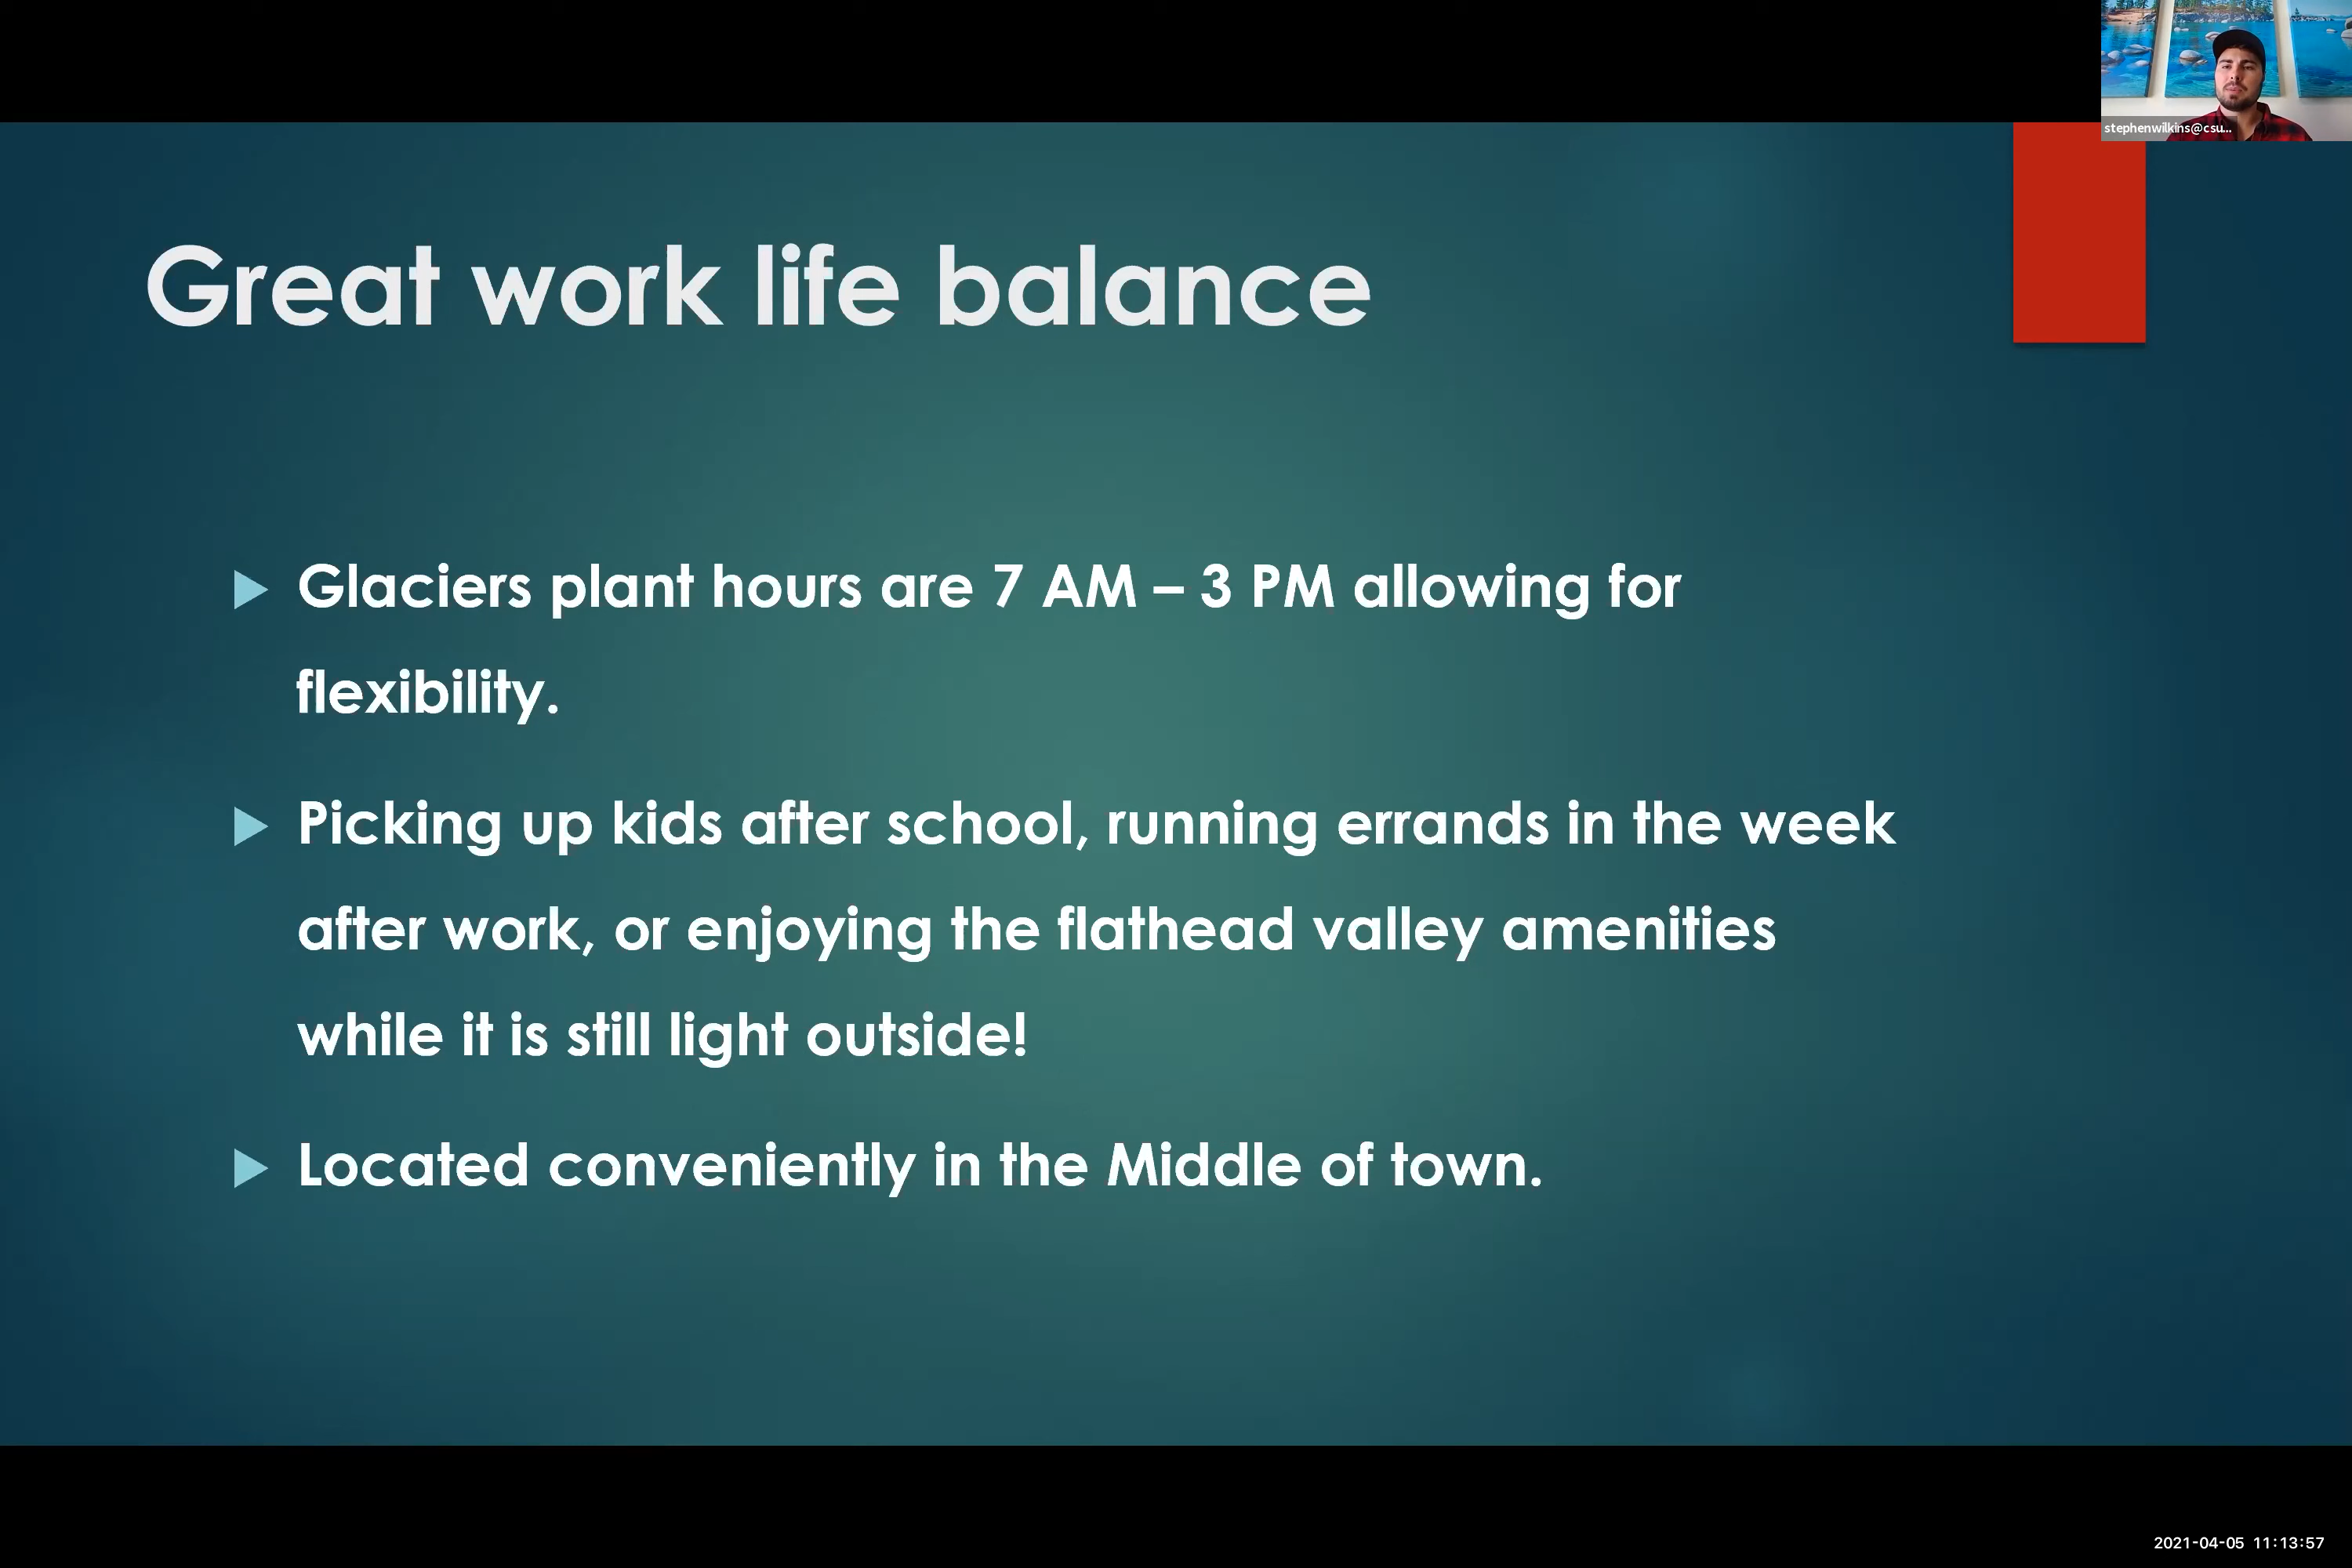 stephenwilkins@csu...
Great work life balance
Glaciers plant hours are 7 AM – 3 PM allowing for
flexibility.
Picking up kids after school, running errands in the week
after work, or enjoying the flathead valley amenities
while it is still light outside!
Located conveniently in the Middle of town.
2021-04-05 11:13:57